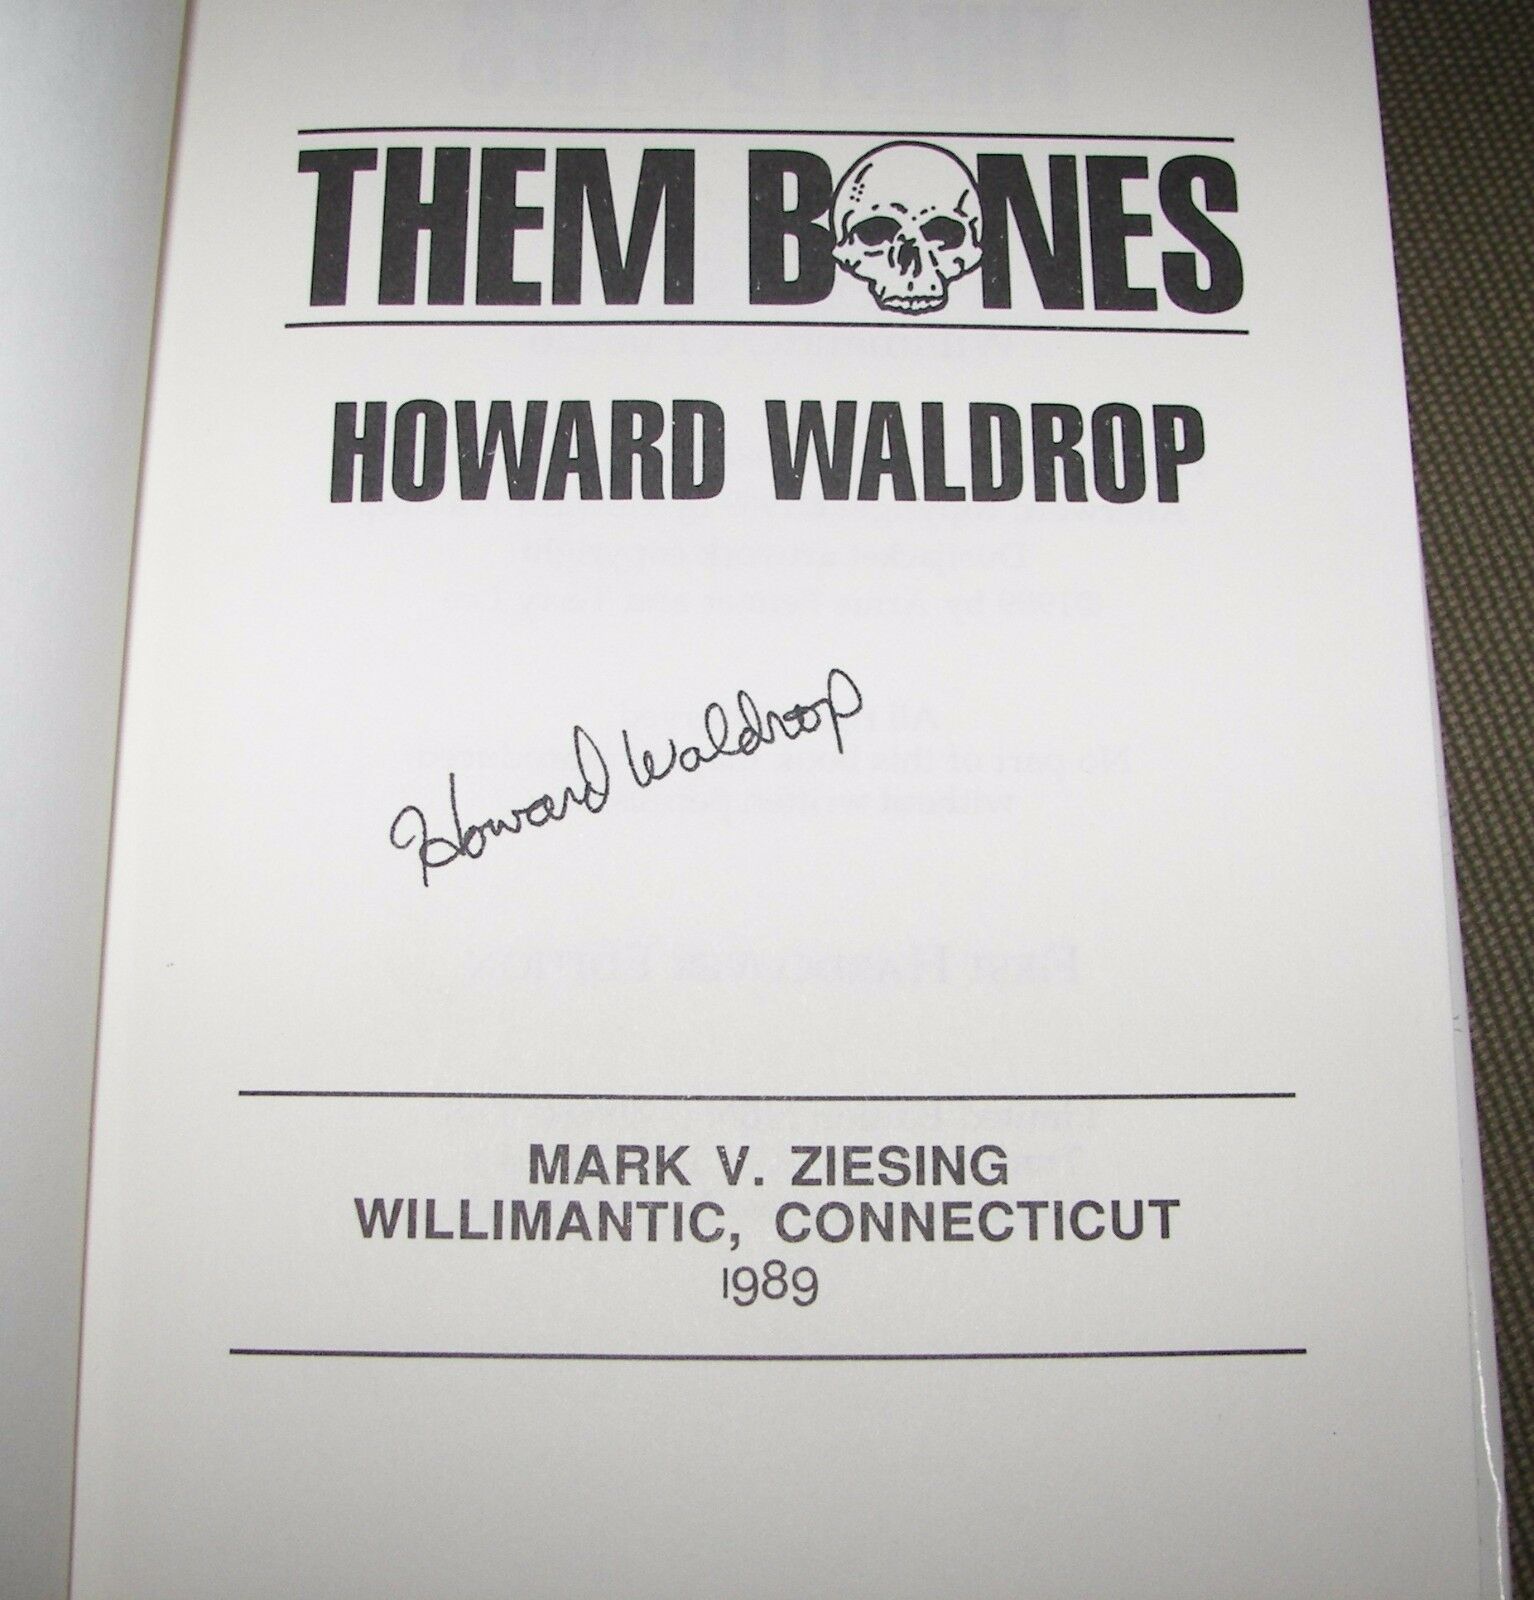 THEM BONES
HOWARD WALDROP
Howard Waldrop
MARK V. ZIESING
WILLIMANTIC, CONNECTICUT
1989